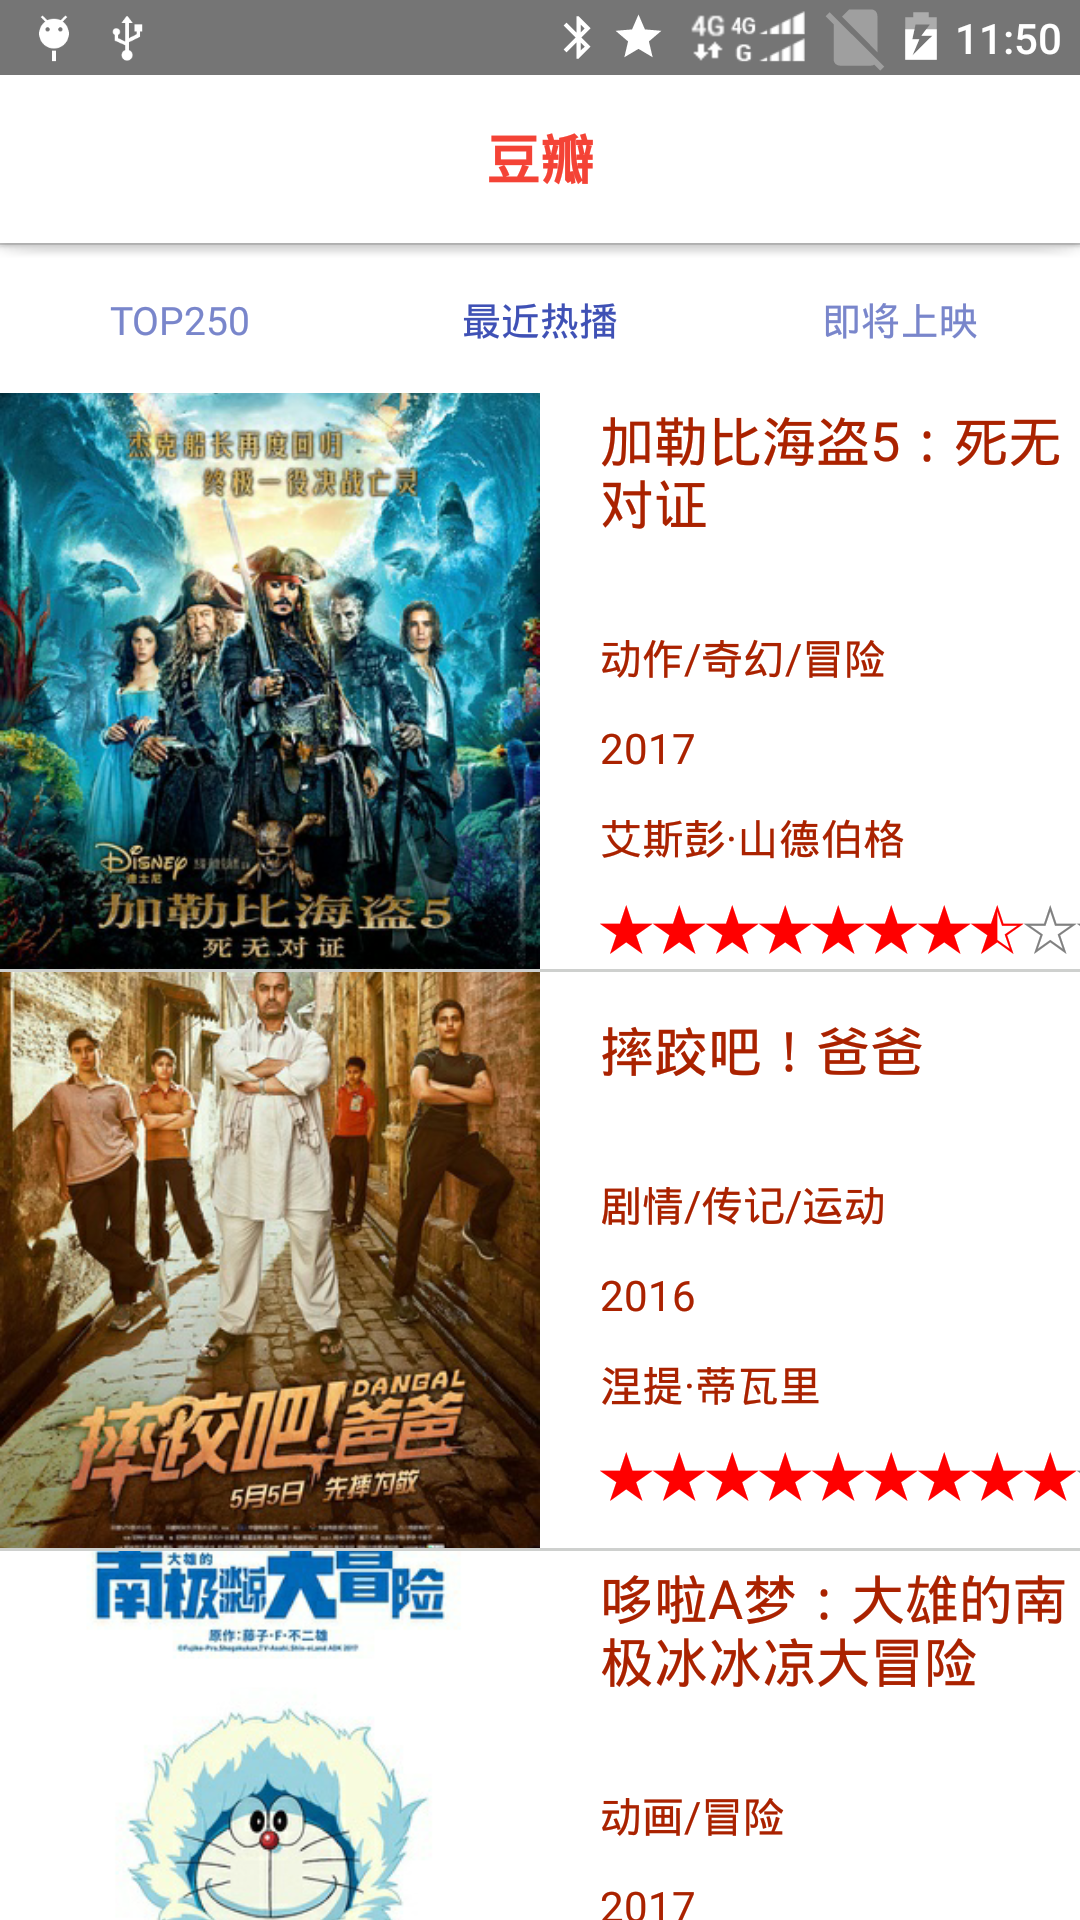 4G 4G
G
11:50
豆瓣
TOP250
最近热播
即将上映
杰克船长再度回归
终极一役决战亡灵
DISNEY
迪士尼
加勒比海盗5
死无对证
加勒比海盗5：死无
对证
动作/奇幻/冒险
2017
艾斯彭·山德伯格
DANGAL
摔跤吧!爸爸
5月5日 先摔为敬
摔跤吧！爸爸
剧情/传记/运动
2016
涅提·蒂瓦里
大雄的
南极冰冰凉大冒险
原作:藤子·F·不二雄
哆啦A梦：大雄的南
极冰冰凉大冒险
动画/冒险
2017